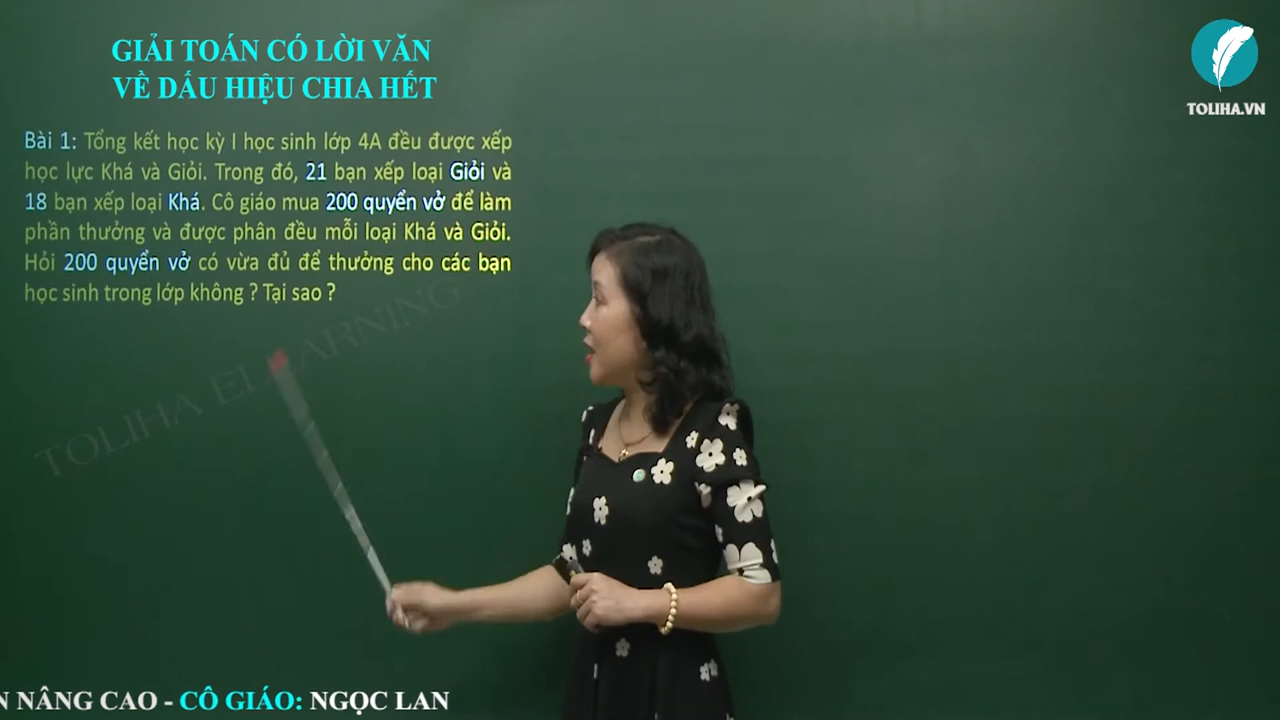 GIẢI TOÁN CÓ LỜI VĂN
VỀ DẤU HIỆU CHIA HẾT
TOLIHA.VN
Bài 1: Tổng kết học kỳ I học sinh lớp 4A đều được xếp
học lực Khá và Giỏi. Trong đó, 21 bạn xếp loại Giỏi và
18 bạn xếp loại Khá. Cô giáo mua 200 quyển vở để làm
phần thưởng và được phân đều mỗi loại Khá và Giỏi.
Hỏi 200 quyển vở có vừa đủ để thưởng cho các bạn
học sinh trong lớp không ? Tại sao ?
TOLIHA ELEARNING
N NÂNG CAO - CÔ GIÁO: NGỌC LAN